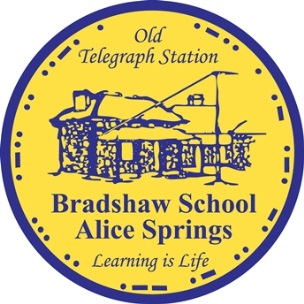 Old
Telegraph Station
Bradshaw School
Alice Springs
Learning is Life